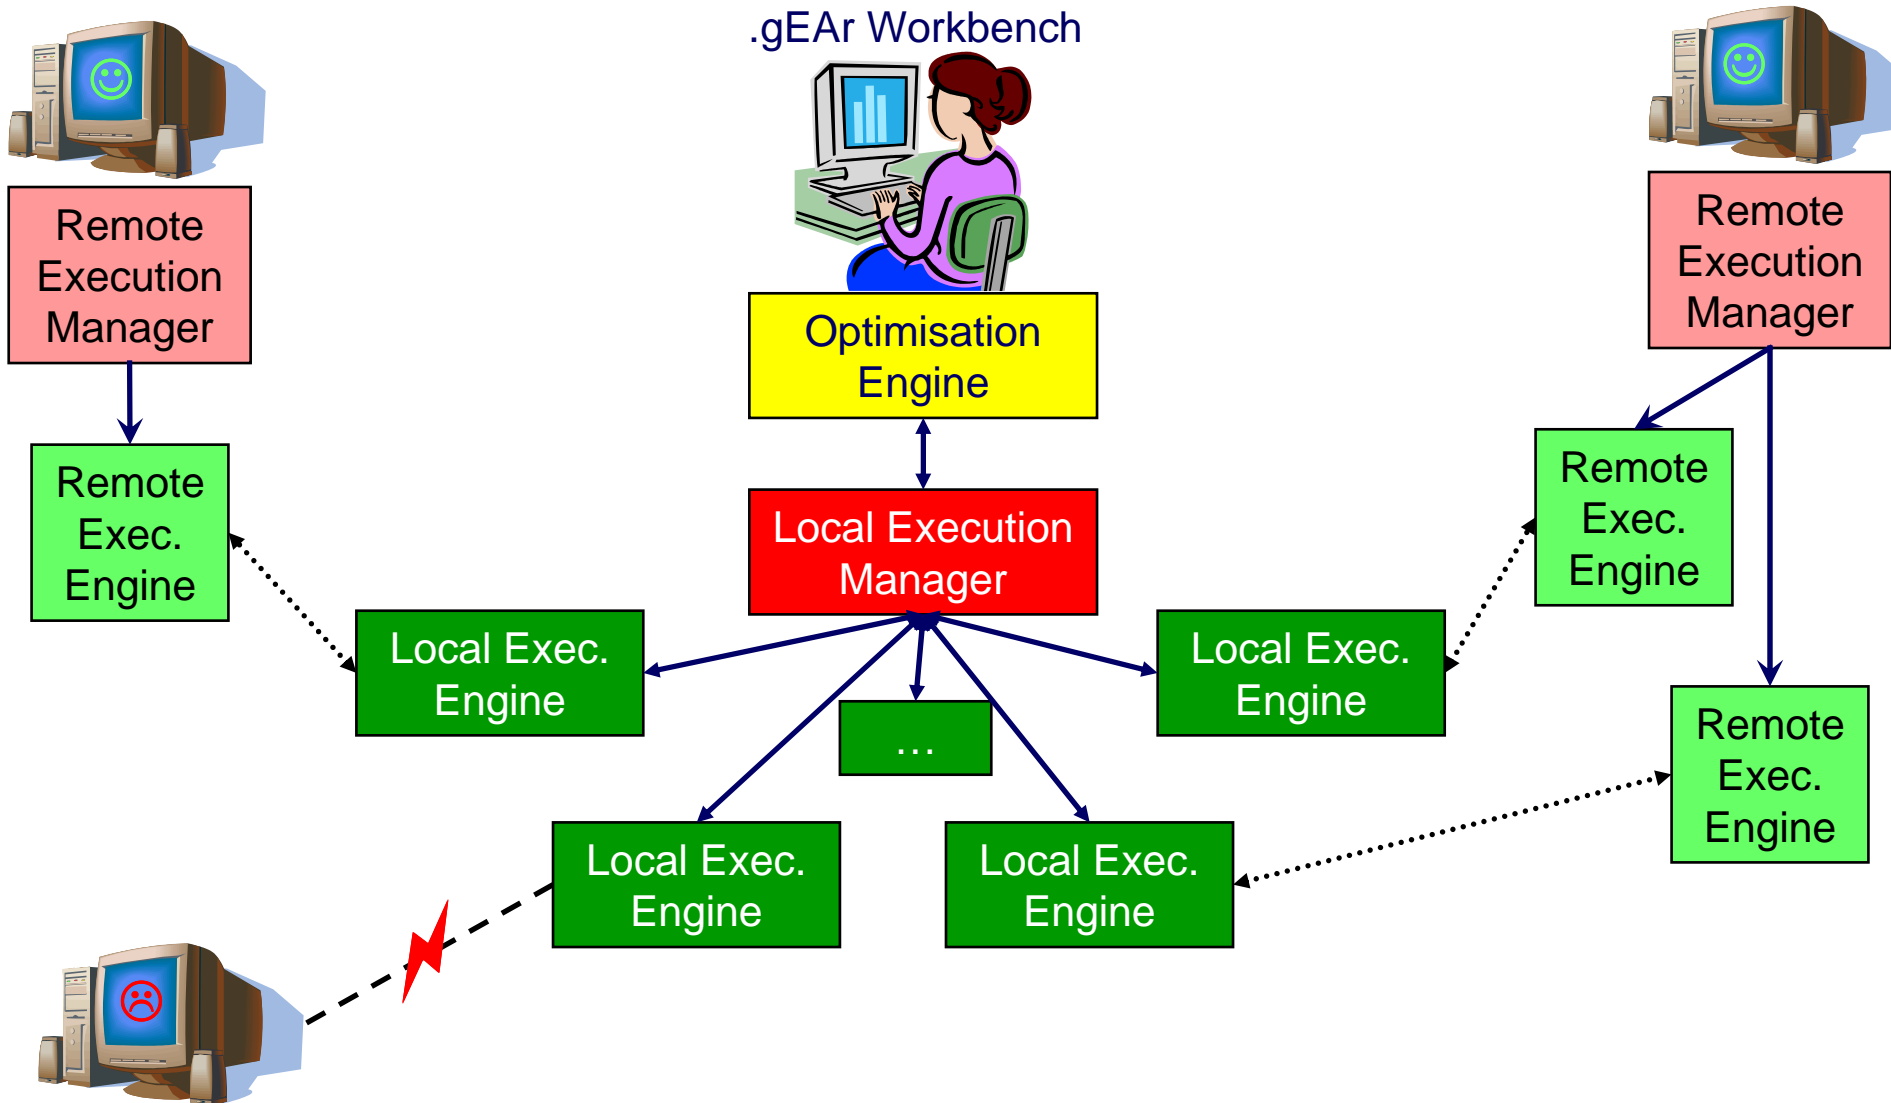 .gEAr Workbench
Remote
Execution
Manager
Remote
Execution
Manager
Optimisation
Engine
Remote
Exec.
Engine
Local Execution
Manager
Remote
Exec.
Engine
Local Exec.
Engine
Local Exec.
Engine
…
Remote
Exec.
Engine
Local Exec.
Engine
Local Exec.
Engine